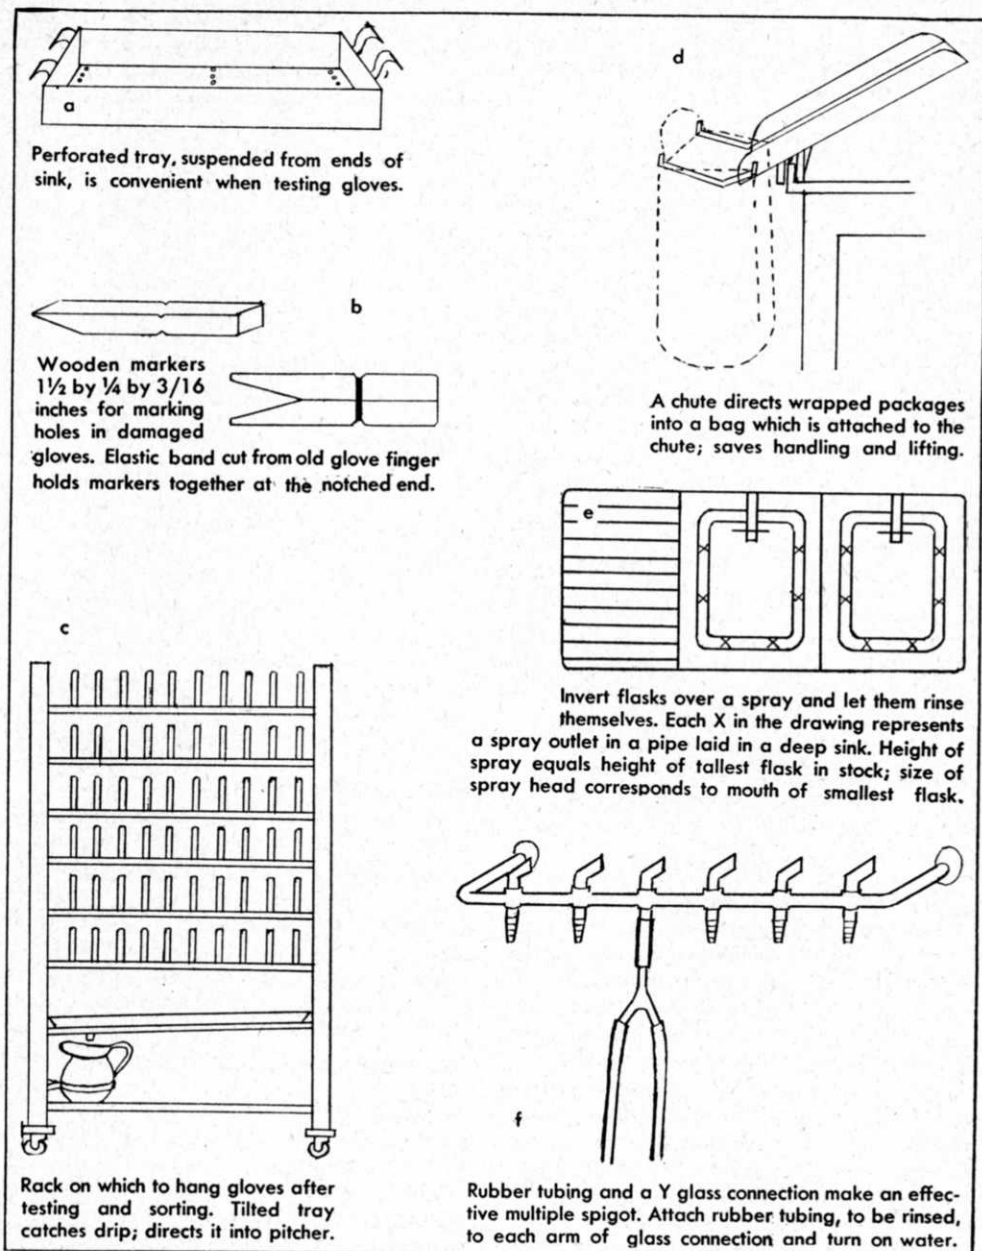 a
Perforated tray, suspended from ends of
sink, is convenient when testing gloves.
b
Wooden markers
1½ by ¼ by 3/16
inches for marking
holes in damaged
gloves. Elastic band cut from old glove finger
holds markers together at the notched end.
c
Rack on which to hang gloves after
testing and sorting. Tilted tray
catches drip; directs it into pitcher.
d
A chute directs wrapped packages
into a bag which is attached to the
chute; saves handling and lifting.
e
Invert flasks over a spray and let them rinse
themselves. Each X in the drawing represents
a spray outlet in a pipe laid in a deep sink. Height of
spray equals height of tallest flask in stock; size of
spray head corresponds to mouth of smallest flask.
f
Rubber tubing and a Y glass connection make an effec-
tive multiple spigot. Attach rubber tubing, to be rinsed,
to each arm of glass connection and turn on water.